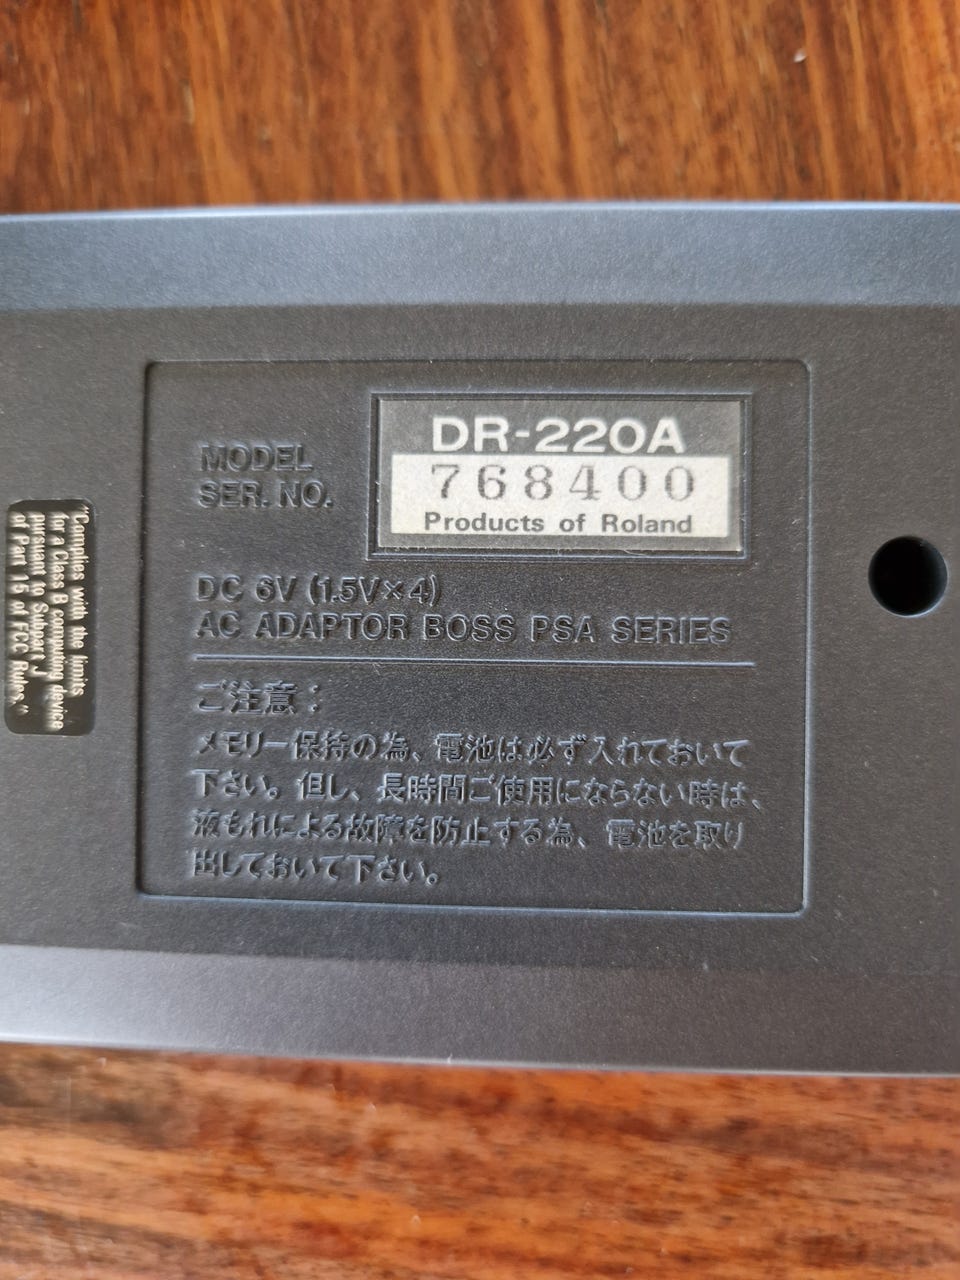 DR-220A
MODEL
768400
SER. NO.
Products of Roland
DC 6V (1.5V×4)
AC ADAPTOR BOSS PSA SERIES
ご注意：
メモリー保持の為、電池は必ず入れておいて
下さい。但し、長時間ご使用にならない時は、
液もれによる故障を防止する為、電池を取り
出しておいて下さい。
"Complies with the limits
for a Class B computing device
pursuant to Subpart J
of Part 15 of FCC Rules."